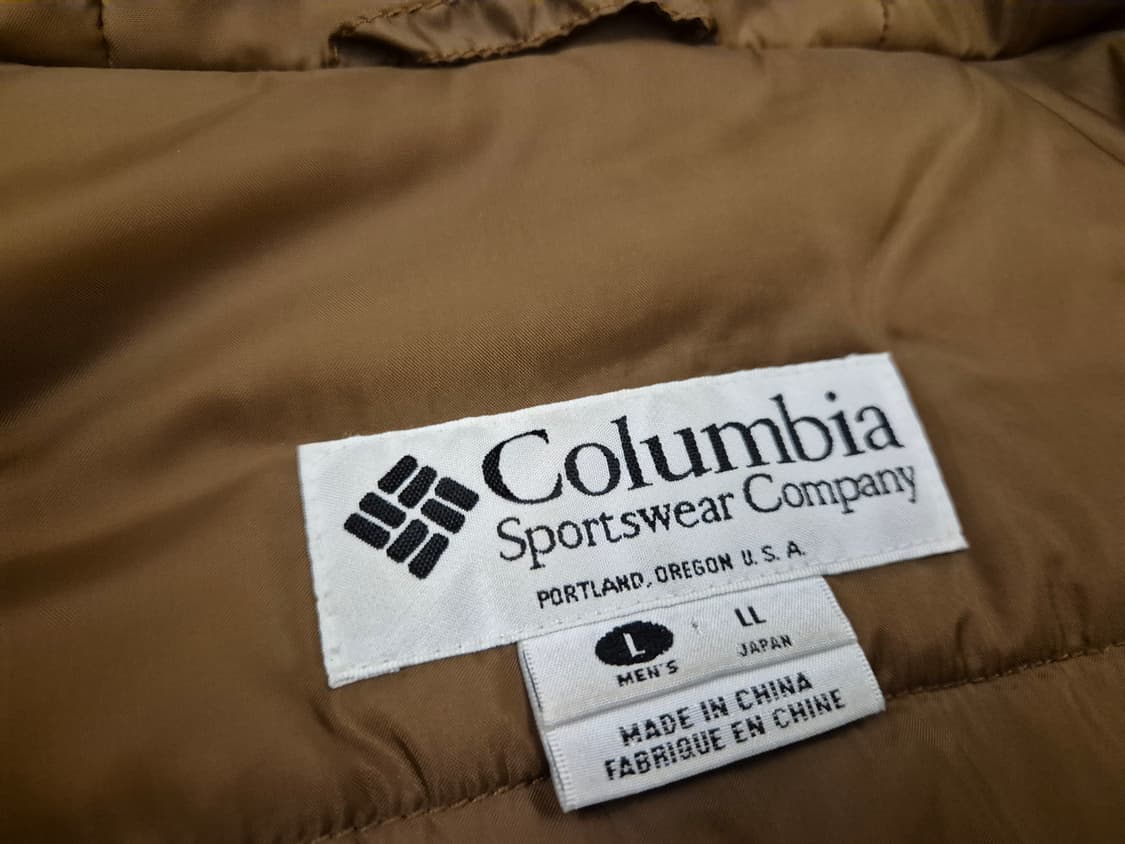 Columbia
Sportswear Company
PORTLAND, OREGON U. S. A.
L LL
MEN'S JAPAN
MADE IN CHINA
FABRIQUE EN CHINE